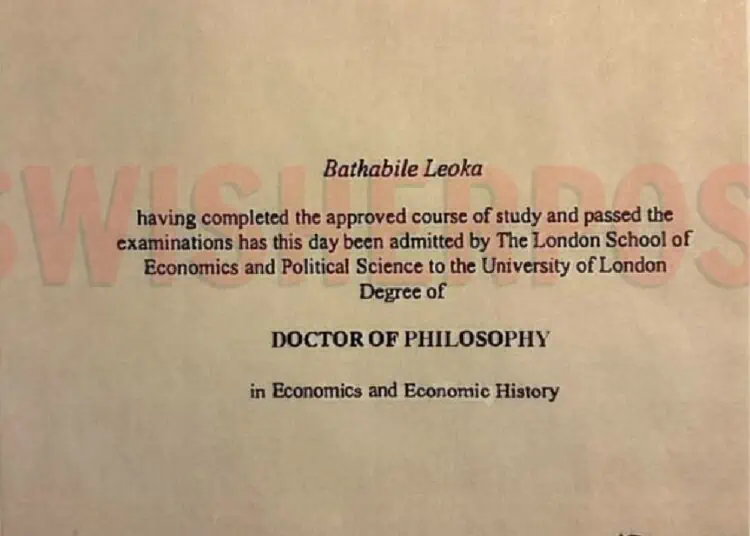 Bathabile Leoka
having completed the approved course of study and passed the
examinations has this day been admitted by The London School of
Economics and Political Science to the University of London
Degree of
DOCTOR OF PHILOSOPHY
in Economics and Economic History
SWISHERPOS